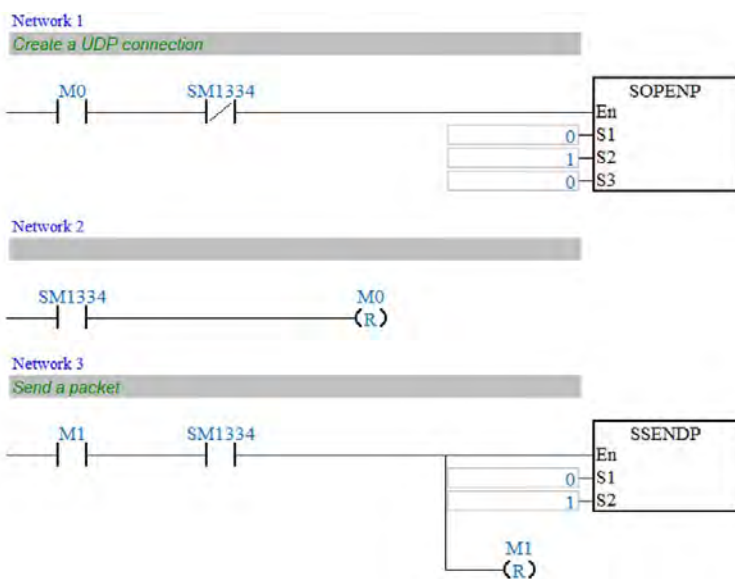 Network 1
Create a UDP connection
M0 SM1334 SOPENP
En
0 S1
1 S2
0 S3
Network 2
SM1334 M0
R
Network 3
Send a packet
M1 SM1334 SSENDP
En
0 S1
1 S2
M1
R